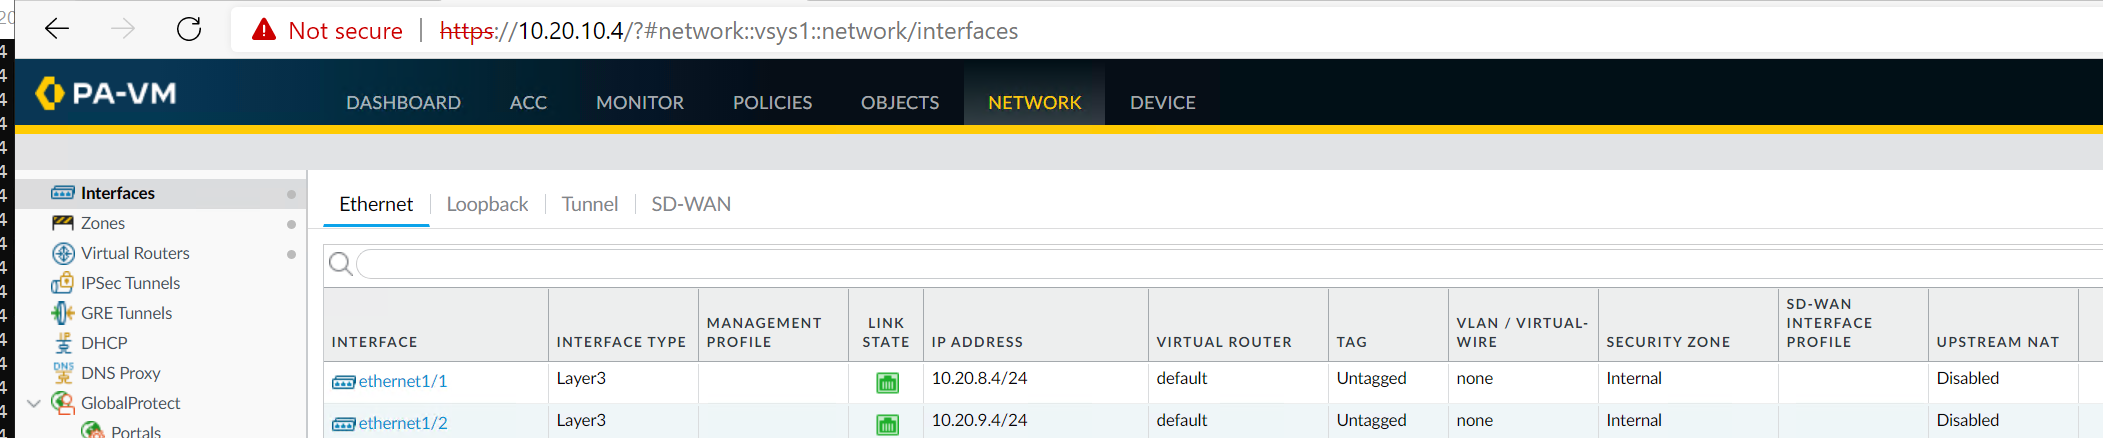 Not secure | https://10.20.10.4/?#network::vsys1::network/interfaces
PA-VM
DASHBOARD ACC MONITOR POLICIES OBJECTS NETWORK DEVICE
Interfaces
Zones
Virtual Routers
IPSec Tunnels
GRE Tunnels
DHCP
DNS Proxy
GlobalProtect
Portals
Ethernet Loopback Tunnel SD-WAN
INTERFACE INTERFACE TYPE MANAGEMENT PROFILE LINK STATE IP ADDRESS VIRTUAL ROUTER TAG VLAN / VIRTUAL-WIRE SECURITY ZONE SD-WAN INTERFACE PROFILE UPSTREAM NAT
ethernet1/1 Layer3 10.20.8.4/24 default Untagged none Internal Disabled
ethernet1/2 Layer3 10.20.9.4/24 default Untagged none Internal Disabled